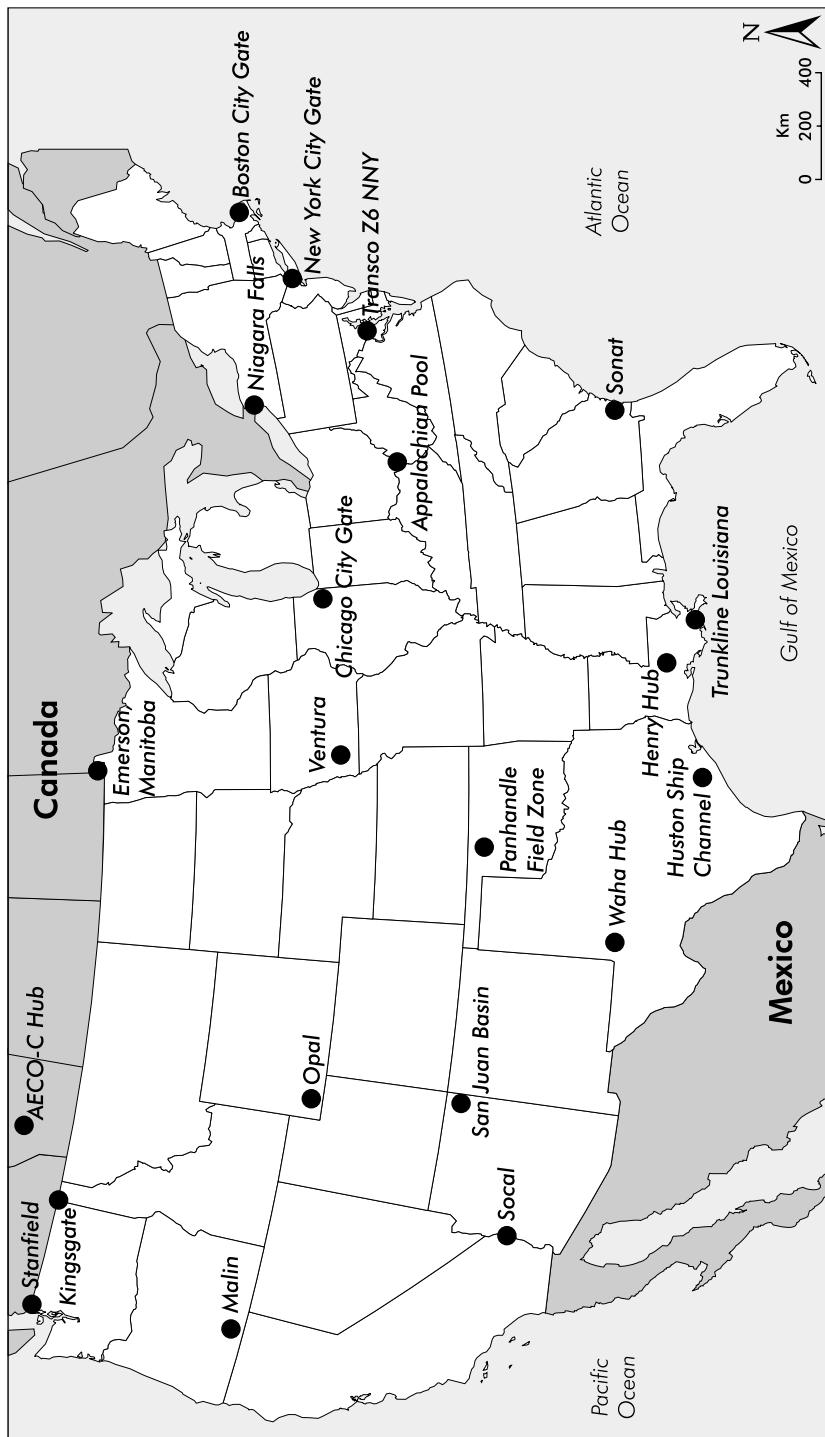 Canada
Mexico
Pacific
Ocean
Atlantic
Ocean
Gulf of Mexico
Stanfield
Kingsgate
AECO-C Hub
Malin
Opal
Socal
San Juan Basin
Emerson,
Manitoba
Ventura
Chicago City Gate
Panhandle
Field Zone
Waha Hub
Huston Ship
Channel
Henry Hub
Trunkline Louisiana
Appalachian Pool
Sonat
Niagara Falls
Transco Z6 NNY
New York City Gate
Boston City Gate
N
Km
0 200 400